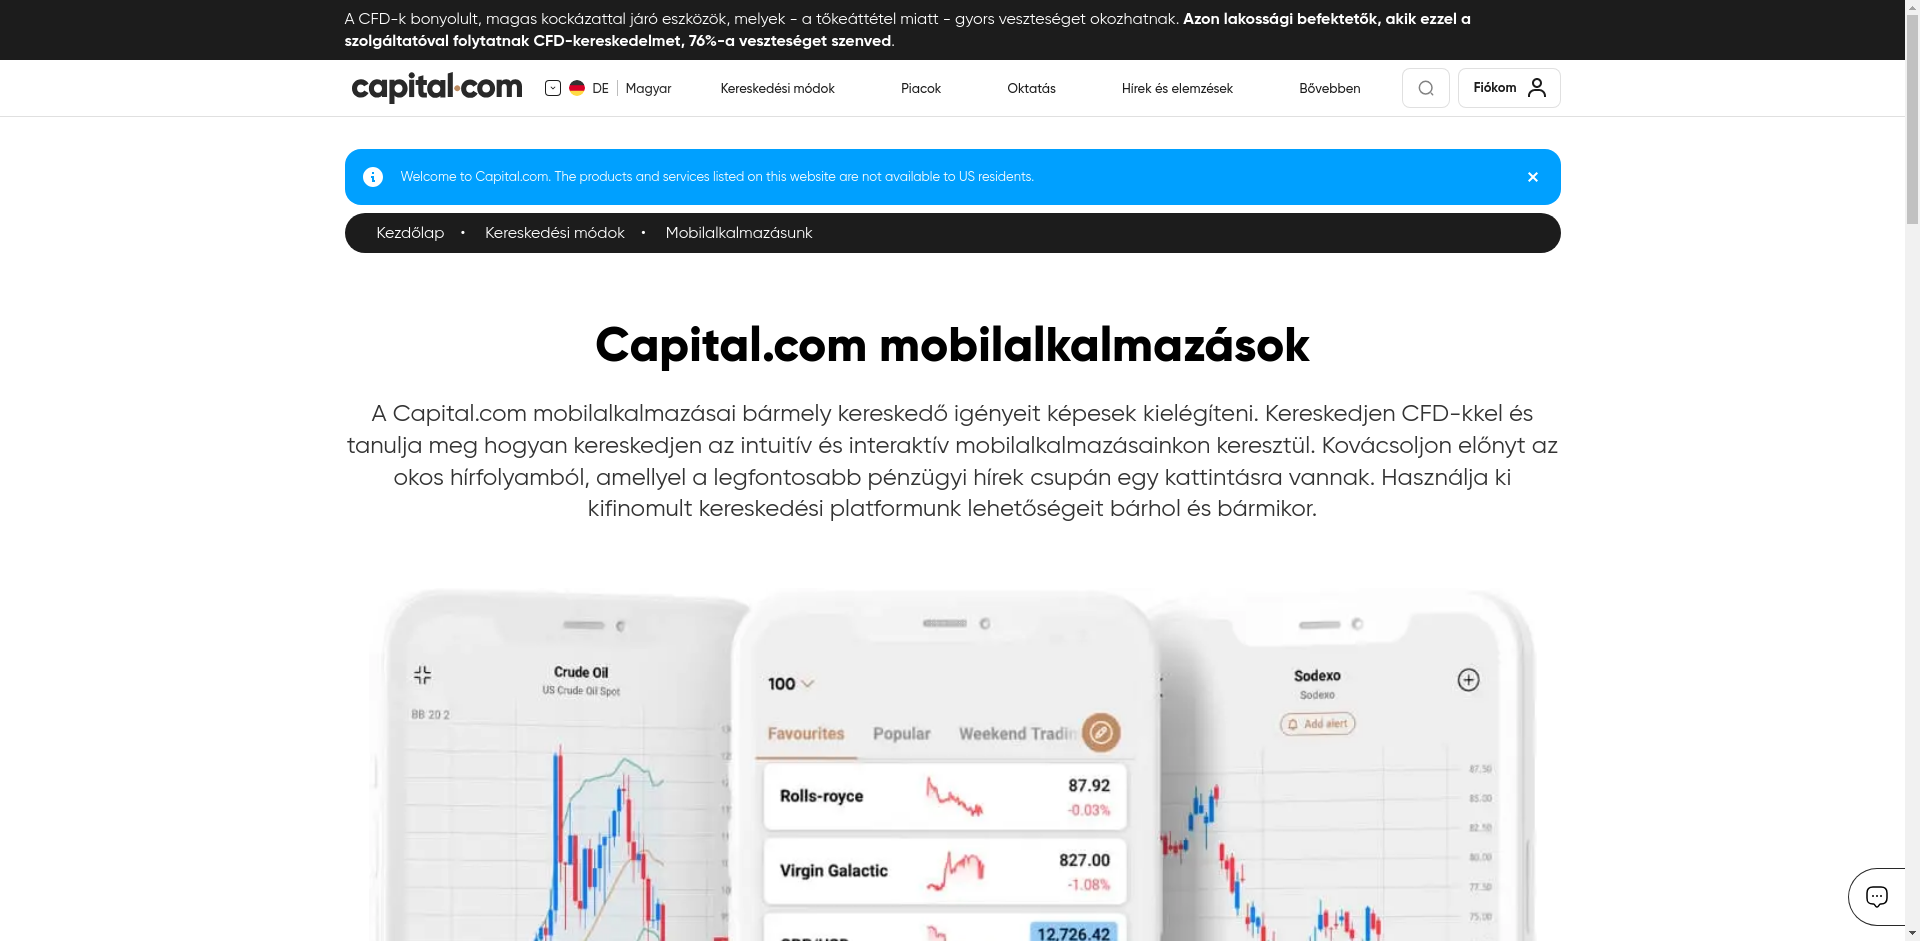 A CFD-k bonyolult, magas kockázattal járó eszközök, melyek - a tőkeáttétel miatt - gyors veszteséget okozhatnak. Azon lakossági befektetők, akik ezzel a
szolgáltatóval folytatnak CFD-kereskedelmet, 76%-a veszteséget szenved.
capital.com
DE | Magyar
Kereskedési módok
Piacok
Oktatás
Hírek és elemzések
Bővebben
Fiókom
Welcome to Capital.com. The products and services listed on this website are not available to US residents.
Kezdőlap • Kereskedési módok • Mobilalkalmazásunk
Capital.com mobilalkalmazások
A Capital.com mobilalkalmazásai bármely kereskedő igényeit képesek kielégíteni. Kereskedjen CFD-kkel és
tanulja meg hogyan kereskedjen az intuitív és interaktív mobilalkalmazásainkon keresztül. Kovácsoljon előnyt az
okos hírfolyamból, amellyel a legfontosabb pénzügyi hírek csupán egy kattintásra vannak. Használja ki
kifinomult kereskedési platformunk lehetőségeit bárhol és bármikor.
Crude Oil
US Crude Oil Spot
BB 20 2
100
Favourites Popular Weekend Tradin
Rolls-royce 87.92
-0.03%
Virgin Galactic 827.00
-1.08%
12,726.42
Sodexo
Sodexo
Add alert
87.50
85.00
82.50
80.00
77.50
75.00